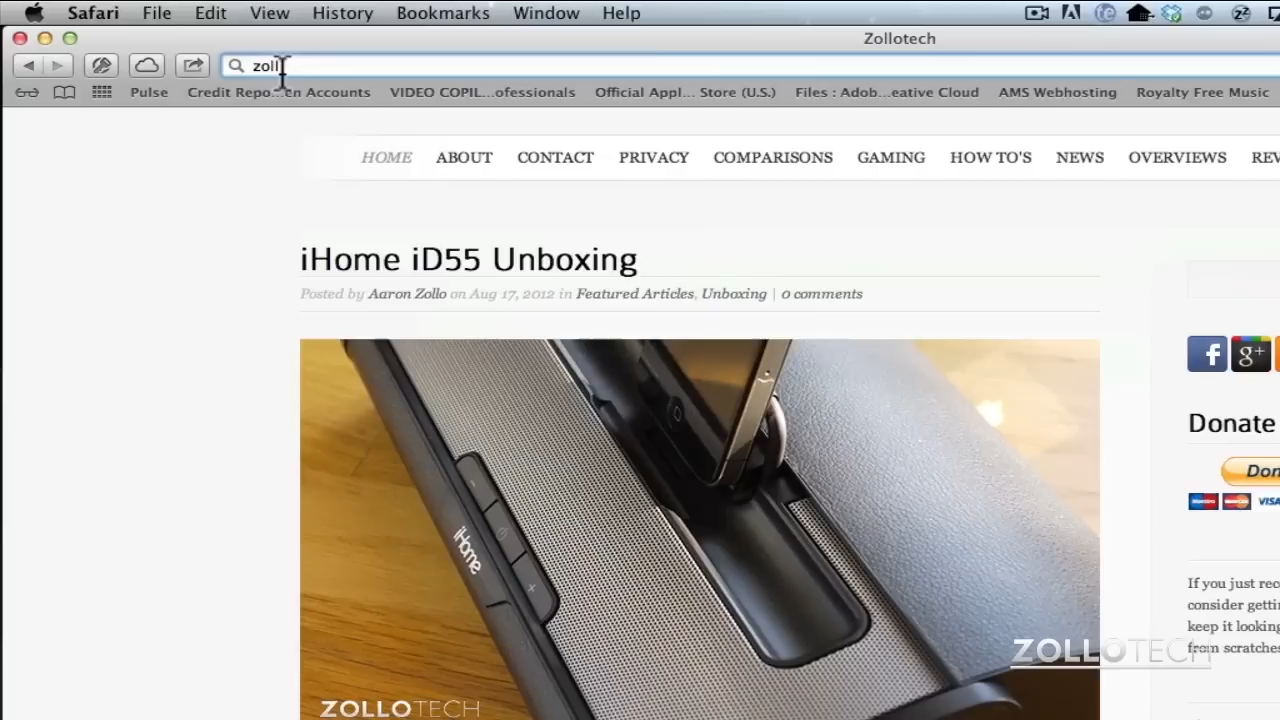 Safari File Edit View History Bookmarks Window Help
Zollotech
zoll
Pulse Credit Repo...en Accounts VIDEO COPIL...ofessionals Official Appl... Store (U.S.) Files : Adob...eative Cloud AMS Webhosting Royalty Free Music
HOME ABOUT CONTACT PRIVACY COMPARISONS GAMING HOW TO'S NEWS OVERVIEWS REV
iHome iD55 Unboxing
Posted by Aaron Zollo on Aug 17, 2012 in Featured Articles, Unboxing | 0 comments
f g+
Donate
Don
VISA
iHome
If you just rec
consider gettin
keep it looking
from scratches
ZOLLOTECH
ZOLLOTECH